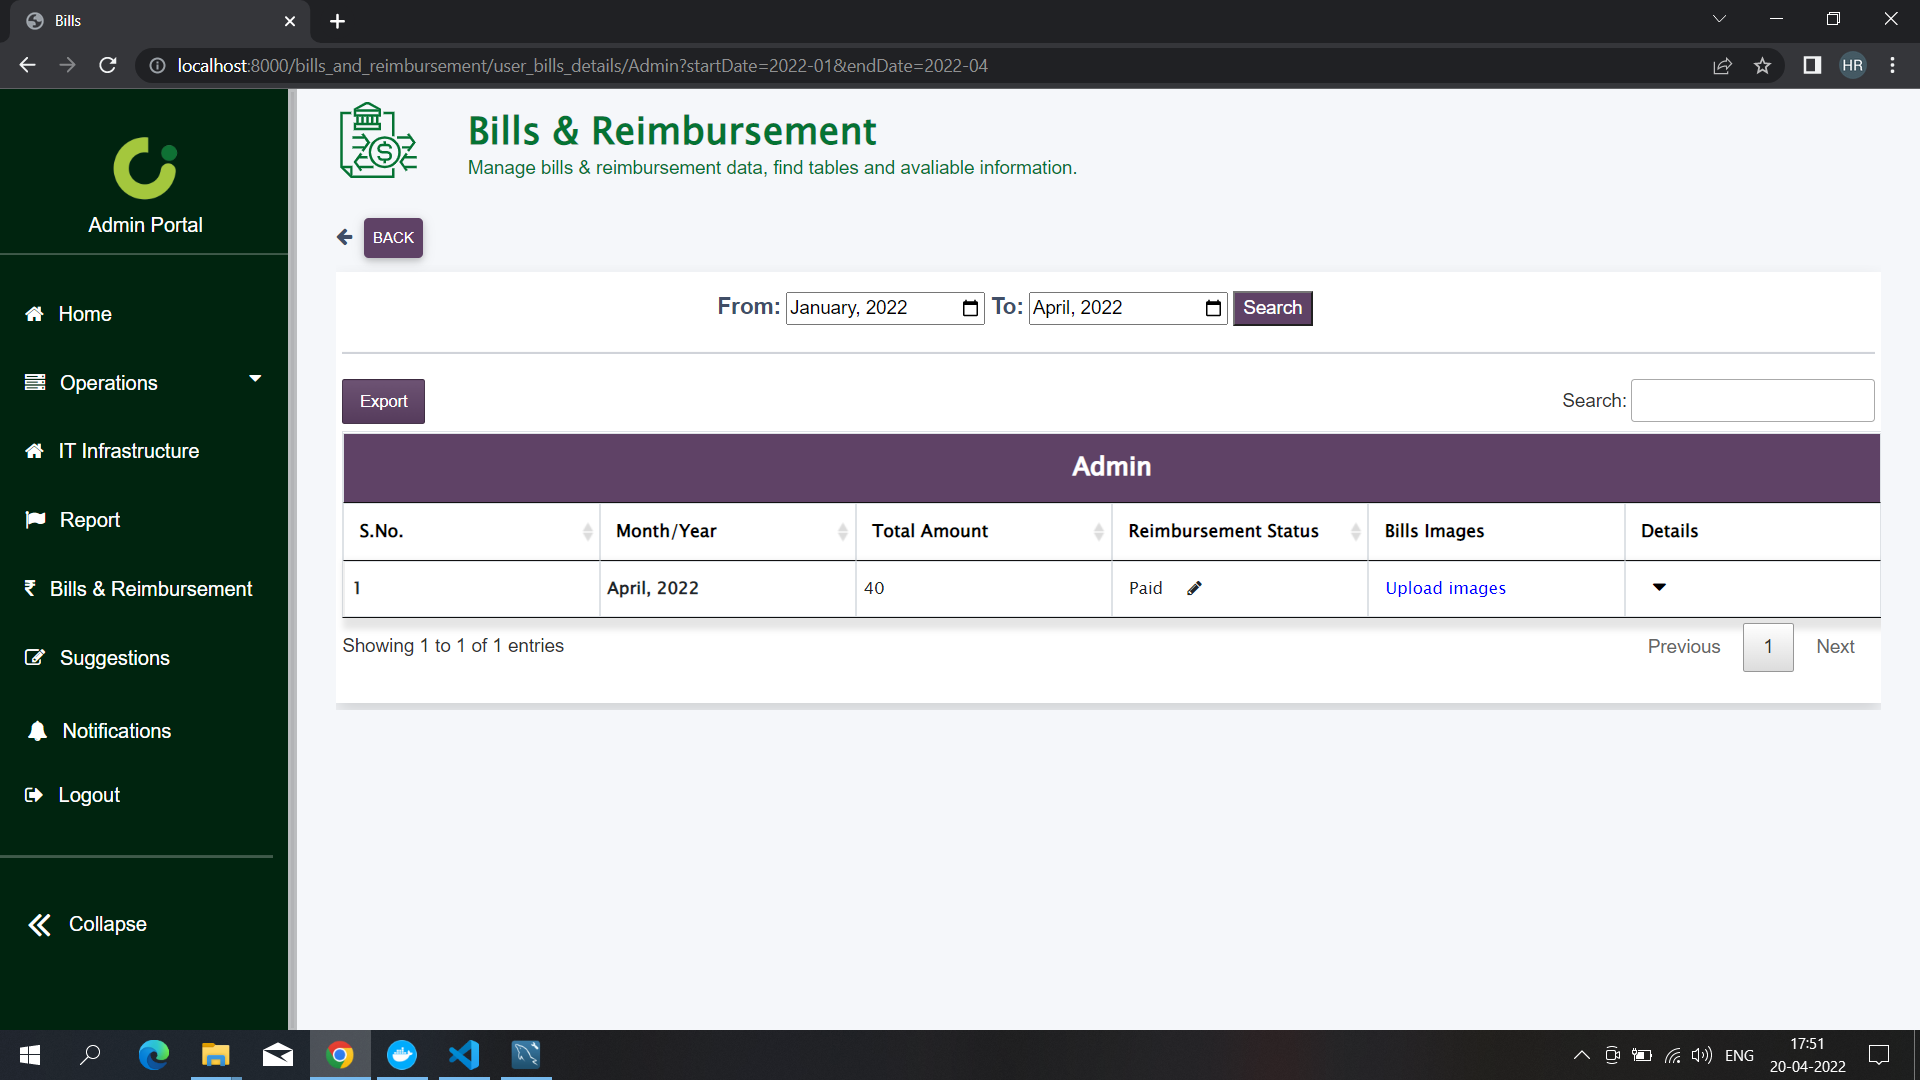 Bills
localhost:8000/bills_and_reimbursement/user_bills_details/Admin?startDate=2022-01&endDate=2022-04
HR
Admin Portal
Home
Operations
IT Infrastructure
Report
₹ Bills & Reimbursement
Suggestions
Notifications
Logout
Collapse
Bills & Reimbursement
Manage bills & reimbursement data, find tables and avaliable information.
BACK
From: January, 2022 To: April, 2022 Search
Export
Search:
Admin
S.No. Month/Year Total Amount Reimbursement Status Bills Images Details
1 April, 2022 40 Paid Upload images
Showing 1 to 1 of 1 entries
Previous 1 Next
ENG
17:51
20-04-2022